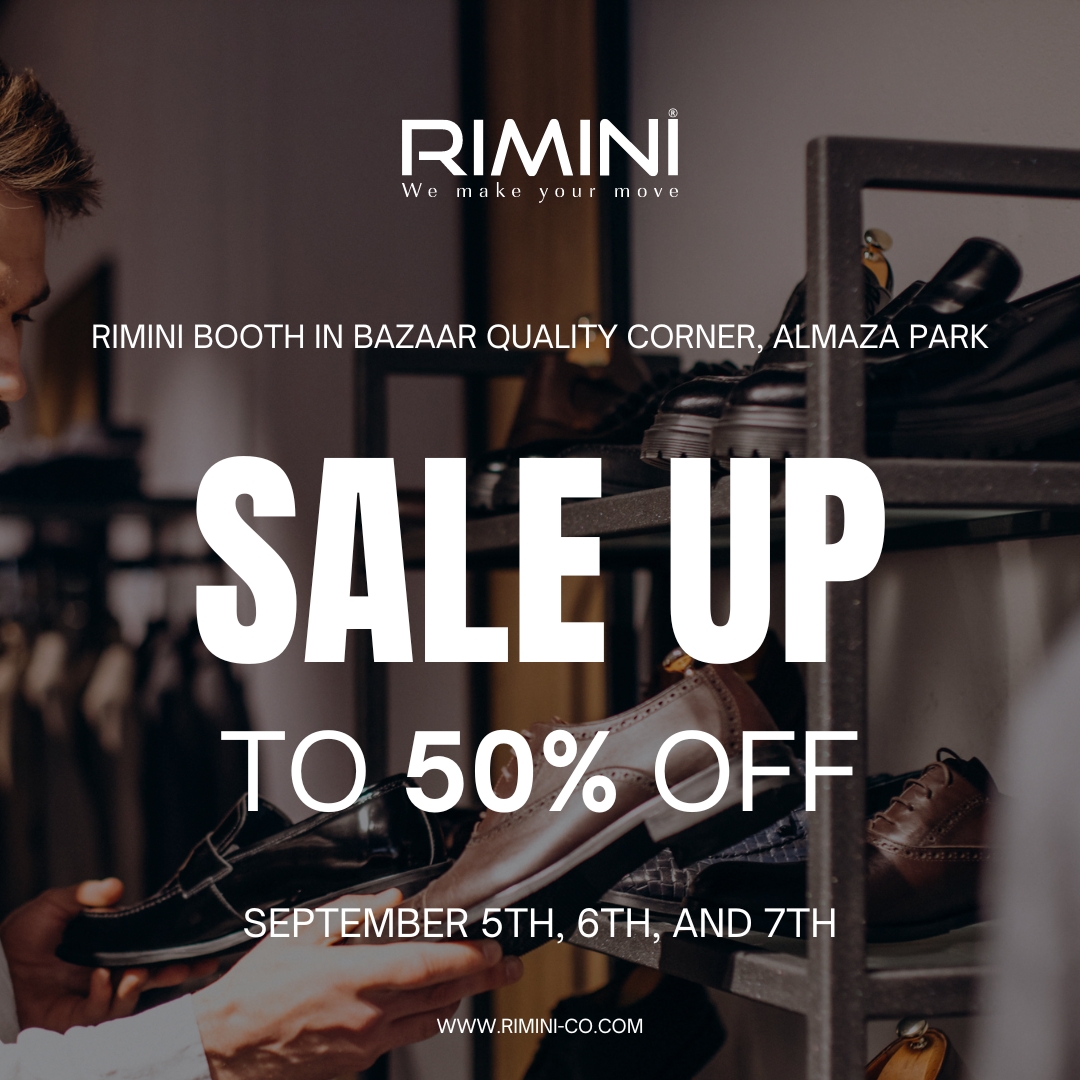 RIMINI®
We make your move
RIMINI BOOTH IN BAZAAR QUALITY CORNER, ALMAZA PARK
SALE UP
TO 50% OFF
SEPTEMBER 5TH, 6TH, AND 7TH
WWW.RIMINI-CO.COM